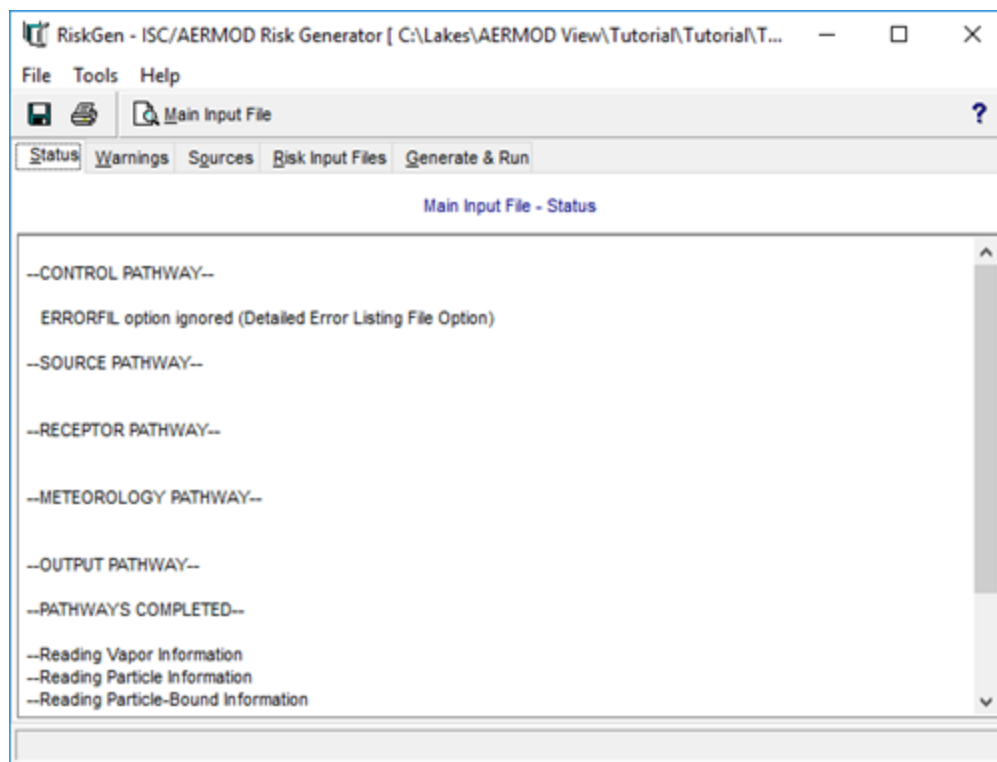 RiskGen - ISC/AERMOD Risk Generator [ C:\Lakes\AERMOD View\Tutorial\Tutorial\T...
File Tools Help
Main Input File ?
Status Warnings Sources Risk Input Files Generate & Run
Main Input File - Status
--CONTROL PATHWAY--
ERRORFIL option ignored (Detailed Error Listing File Option)
--SOURCE PATHWAY--
--RECEPTOR PATHWAY--
--METEOROLOGY PATHWAY--
--OUTPUT PATHWAY--
--PATHWAYS COMPLETED--
--Reading Vapor Information
--Reading Particle Information
--Reading Particle-Bound Information